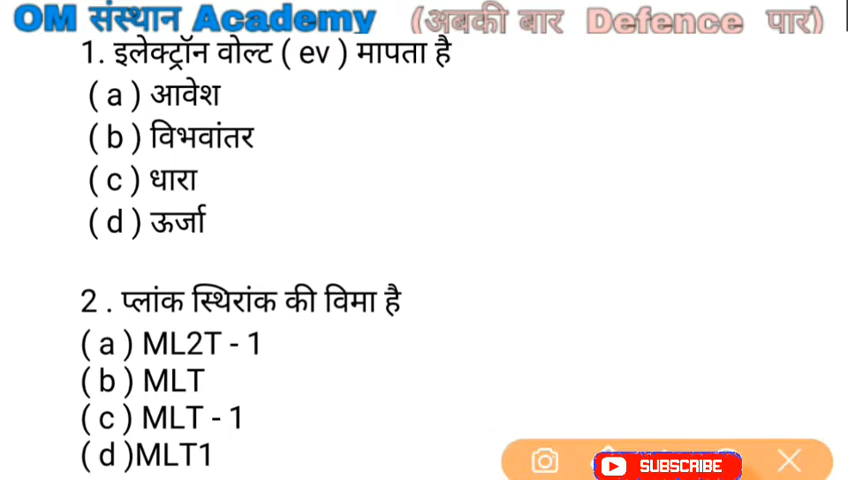 OM संस्थान Academy (अबकी बार Defence पार)
1. इलेक्ट्रॉन वोल्ट ( ev ) मापता है
( a ) आवेश
( b ) विभवांतर
( c ) धारा
( d ) ऊर्जा
2 . प्लांक स्थिरांक की विमा है
( a ) ML2T - 1
( b ) MLT
( c ) MLT - 1
( d )MLT1
SUBSCRIBE